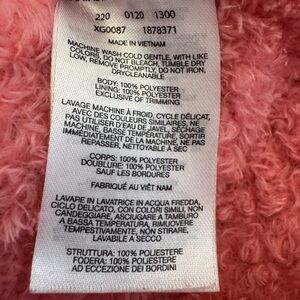 220 0120 1300
XG0087 1878371
MADE IN VIETNAM
MACHINE WASH COLD GENTLE, WITH LIKE
COLORS, DO NOT BLEACH, TUMBLE DRY
LOW, REMOVE PROMPTLY, DO NOT IRON,
DRYCLEANABLE
BODY: 100% POLYESTER
LINING: 100% POLYESTER
EXCLUSIVE OF TRIMMING
LAVAGE MACHINE À FROID, CYCLE DÉLICAT,
AVEC DES COULEURS SIMILAIRES, NE
PAS UTILISER D'EAU DE JAVEL, SÉCHAGE
MACHINE, BASSE TEMPÉRATURE, SORTIR
IMMÉDIATEMENT DE LA MACHINE, NE PAS
REPASSER, NETTOYABLE A SEC
CORPS: 100% POLYESTER
DOUBLURE: 100% POLYESTER
SAUF LES BORDURES
FABRIQUÉ AU VIÊT NAM
LAVARE IN LAVATRICE IN ACQUA FREDDA,
CICLO DELICATO, CON COLORI SIMILI NON
CANDEGGIARE, ASCIUGARE A TAMBURO
A BASSA TEMPERATURA, RIMUOVERE
TEMPESTIVAMENTE, NON STIRARE,
LAVABILE A SECCO
STRUTTURA: 100% POLIESTERE
FODERA: 100% POLIESTERE
AD ECCEZIONE DEI BORDINI